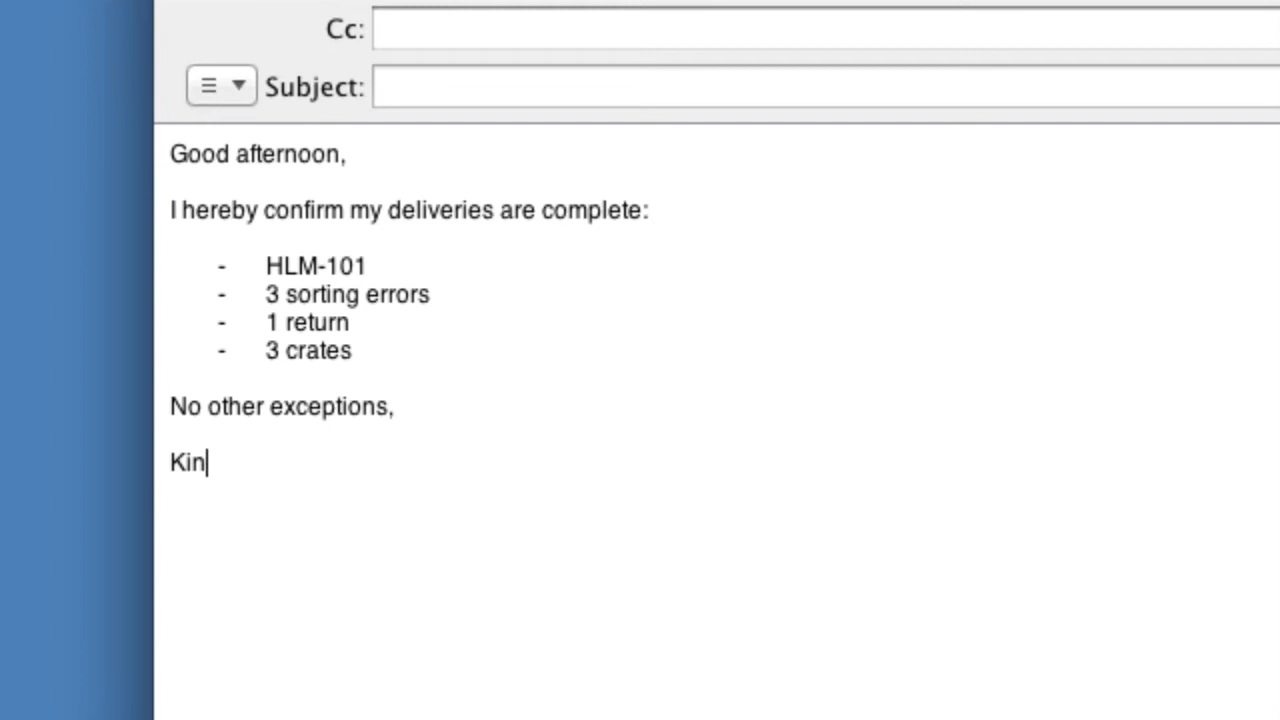 Cc:
Subject:
Good afternoon,
I hereby confirm my deliveries are complete:
- HLM-101
- 3 sorting errors
- 1 return
- 3 crates
No other exceptions,
Kin